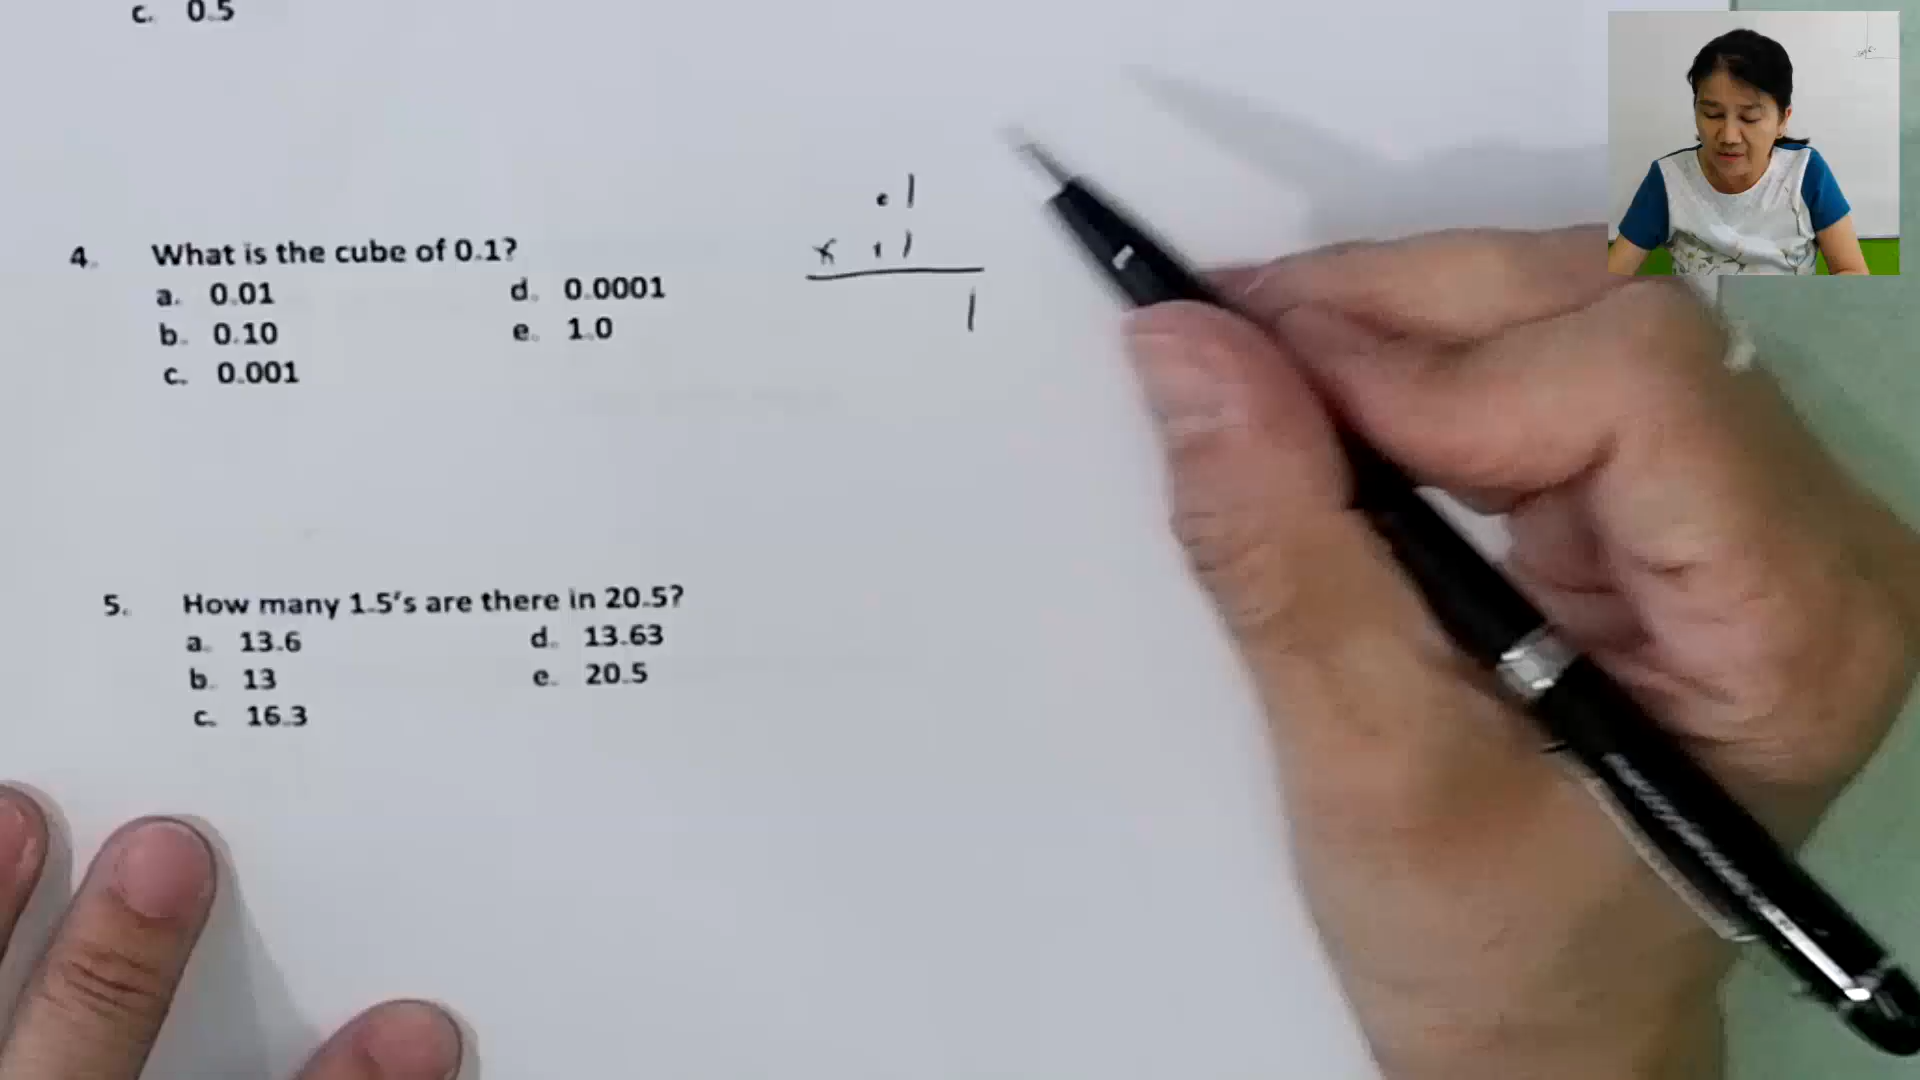 c. 0.5
4. What is the cube of 0.1?
a. 0.01
d. 0.0001
b. 0.10
e. 1.0
c. 0.001
.1
x .1
1
5. How many 1.5's are there in 20.5?
a. 13.6
d. 13.63
b. 13
e. 20.5
c. 16.3